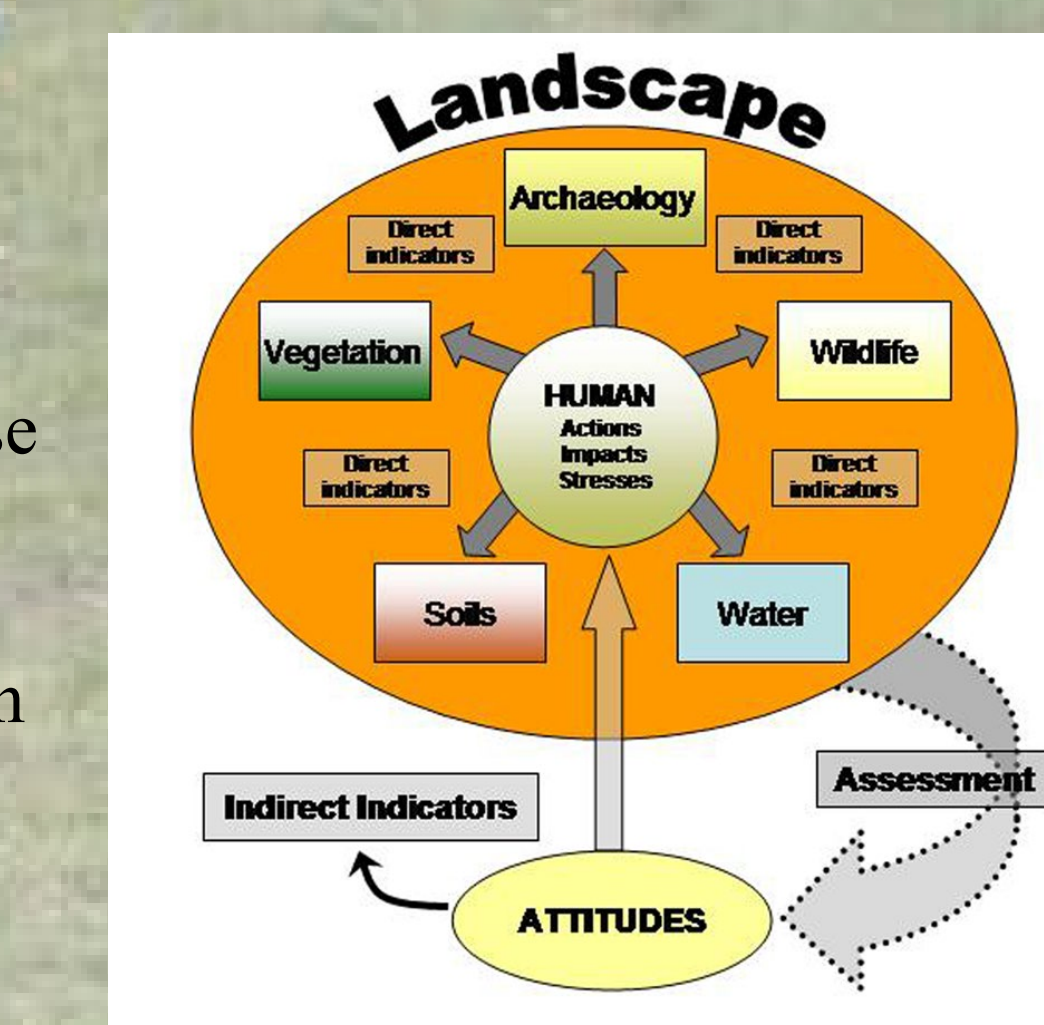 Landscape
Archaeology
Direct
indicators
Direct
indicators
Vegetation
Wildlife
HUMAN
Actions
Impacts
Stresses
Direct
indicators
Direct
indicators
Soils
Water
Assessment
Indirect Indicators
ATTITUDES